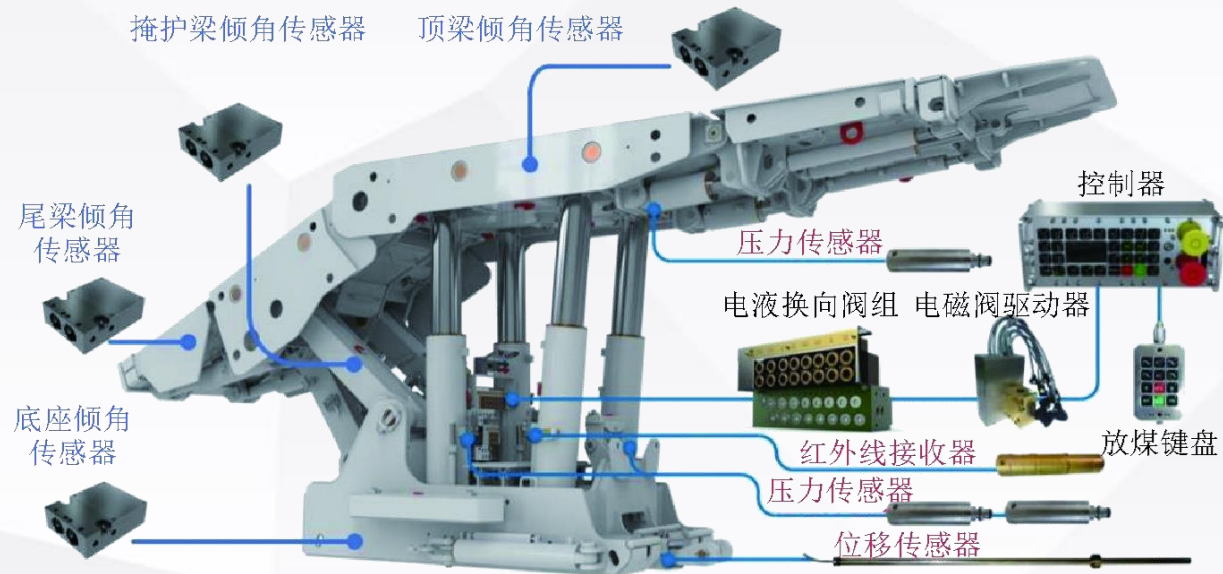 掩护梁倾角传感器
顶梁倾角传感器
尾梁倾角
传感器
控制器
压力传感器
电液换向阀组
电磁阀驱动器
底座倾角
传感器
红外线接收器
放煤键盘
压力传感器
位移传感器